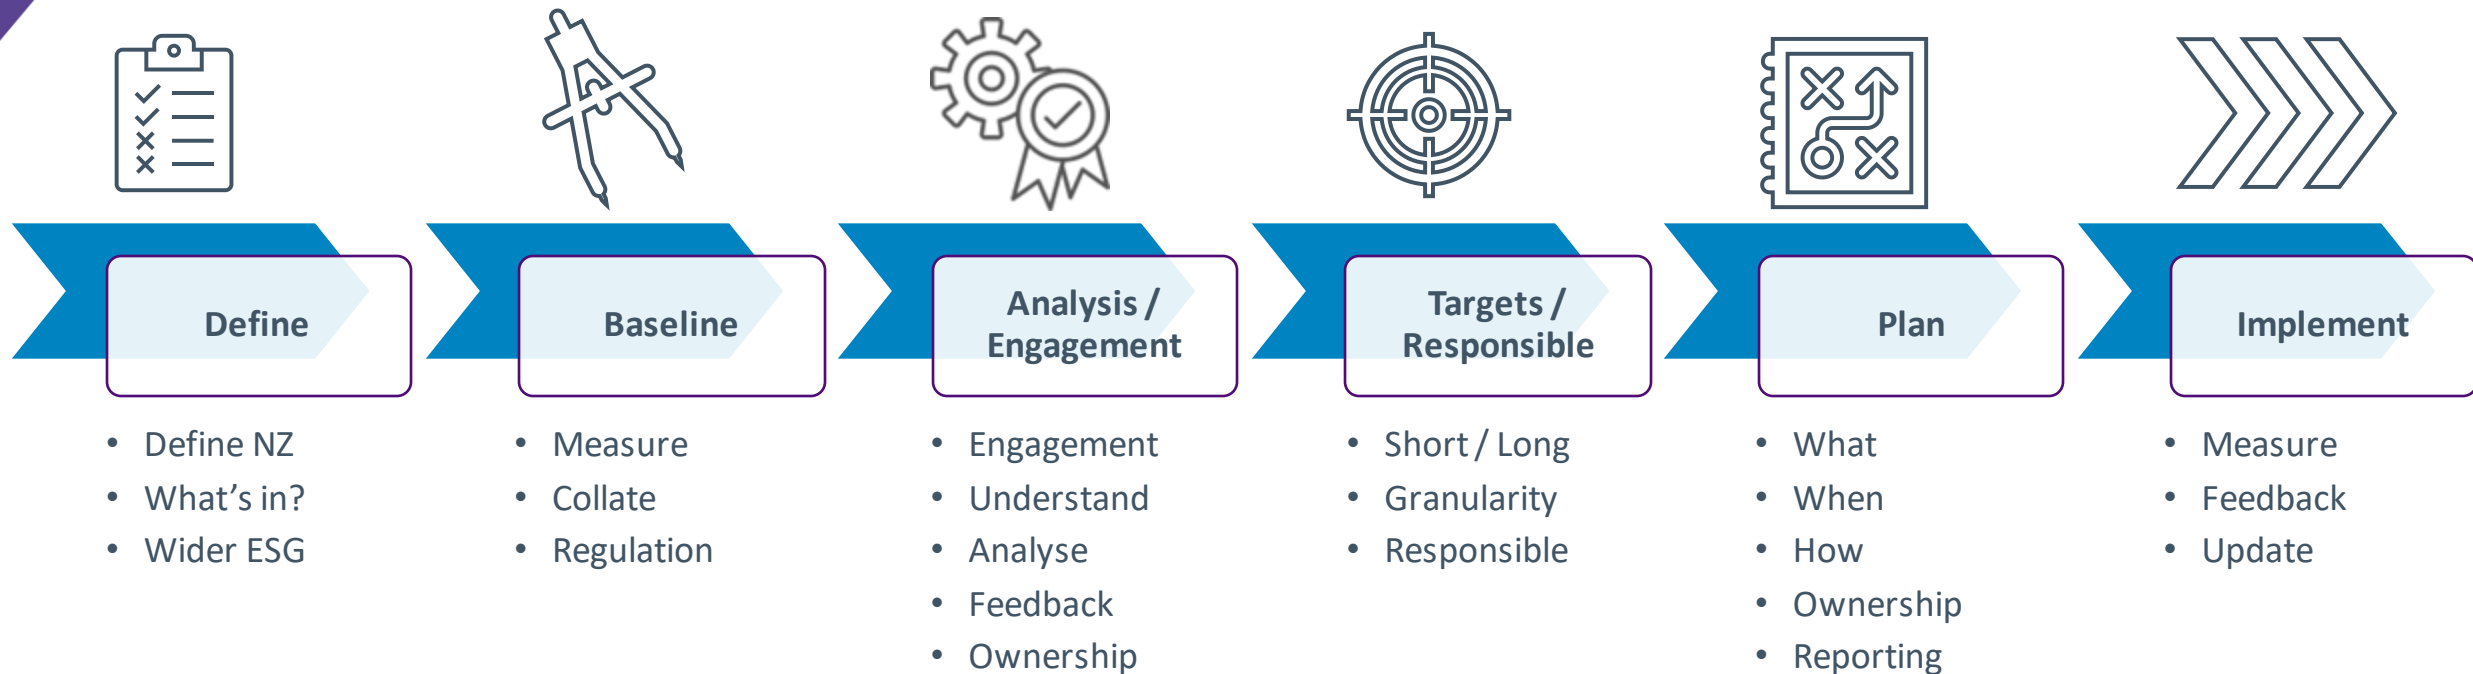 Define
Baseline
Analysis /
Engagement
Targets /
Responsible
Plan
Implement
• Define NZ
• What’s in?
• Wider ESG
• Measure
• Collate
• Regulation
• Engagement
• Understand
• Analyse
• Feedback
• Ownership
• Short / Long
• Granularity
• Responsible
• What
• When
• How
• Ownership
• Reporting
• Measure
• Feedback
• Update